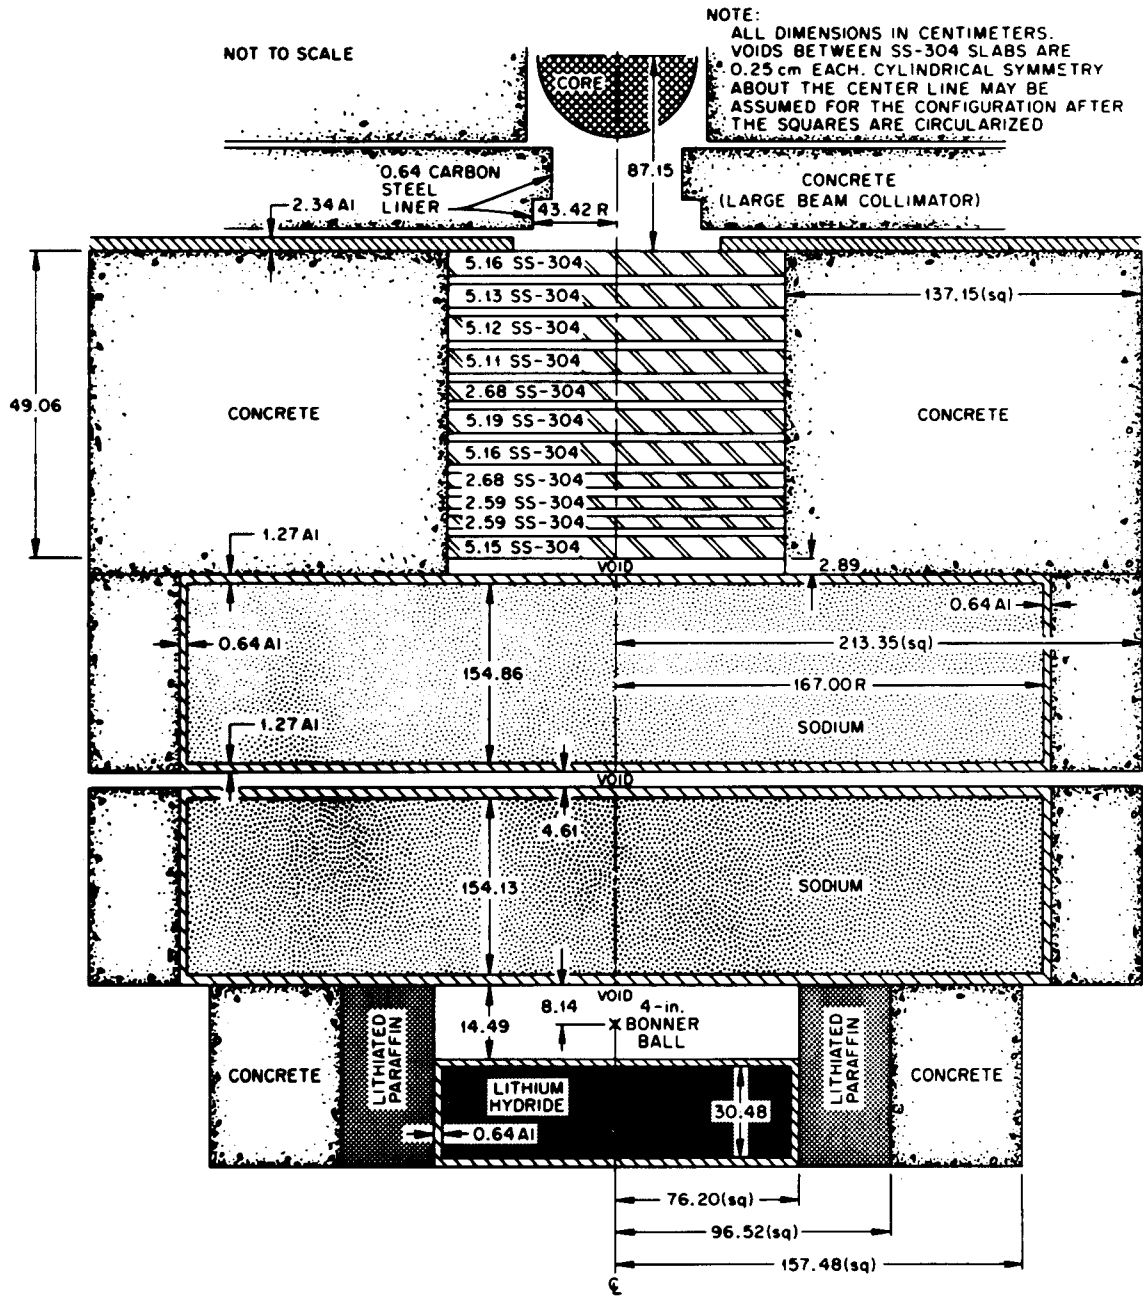 NOT TO SCALE
NOTE:
ALL DIMENSIONS IN CENTIMETERS.
VOIDS BETWEEN SS-304 SLABS ARE
0.25 cm EACH. CYLINDRICAL SYMMETRY
ABOUT THE CENTER LINE MAY BE
ASSUMED FOR THE CONFIGURATION AFTER
THE SQUARES ARE CIRCULARIZED
CORE
0.64 CARBON
STEEL
LINER
87.15
CONCRETE
(LARGE BEAM COLLIMATOR)
2.34 Al
43.42 R
5.16 SS-304
5.13 SS-304
137.15(sq)
5.12 SS-304
5.11 SS-304
2.68 SS-304
49.06
CONCRETE
5.19 SS-304
CONCRETE
5.16 SS-304
2.68 SS-304
2.59 SS-304
2.59 SS-304
1.27 Al
5.15 SS-304
VOID
2.89
0.64 Al
0.64 Al
213.35(sq)
154.86
167.00 R
1.27 Al
SODIUM
VOID
4.61
154.13
SODIUM
VOID
8.14
4-in.
BONNER
BALL
14.49
LITHIATED
PARAFFIN
LITHIATED
PARAFFIN
CONCRETE
LITHIUM
HYDRIDE
CONCRETE
30.48
0.64 Al
76.20(sq)
96.52(sq)
157.48(sq)
℄